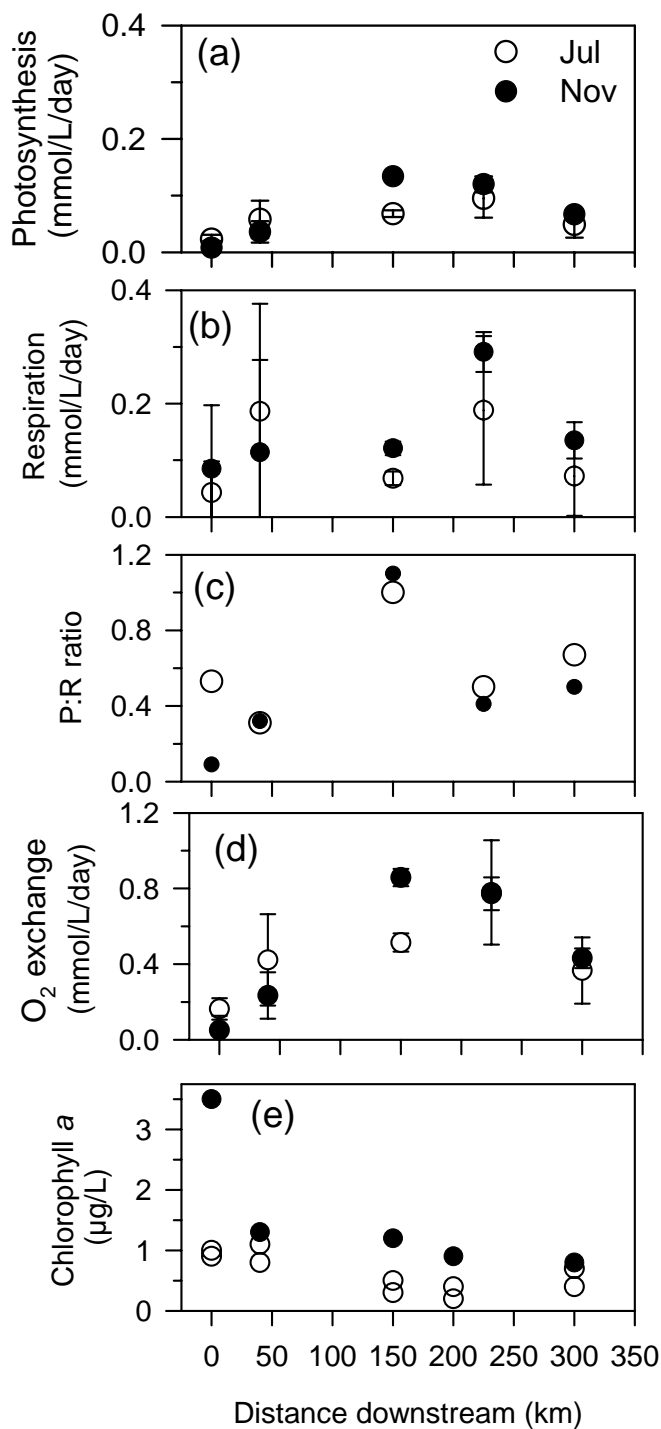 (a)
Jul
Nov
Photosynthesis
(mmol/L/day)
0.4
0.2
0.0
(b)
Respiration
(mmol/L/day)
0.4
0.2
0.0
(c)
P:R ratio
1.2
0.8
0.4
0.0
(d)
O₂ exchange
(mmol/L/day)
1.2
0.8
0.4
0.0
(e)
Chlorophyll a
(µg/L)
3
2
1
0
0 50 100 150 200 250 300 350
Distance downstream (km)